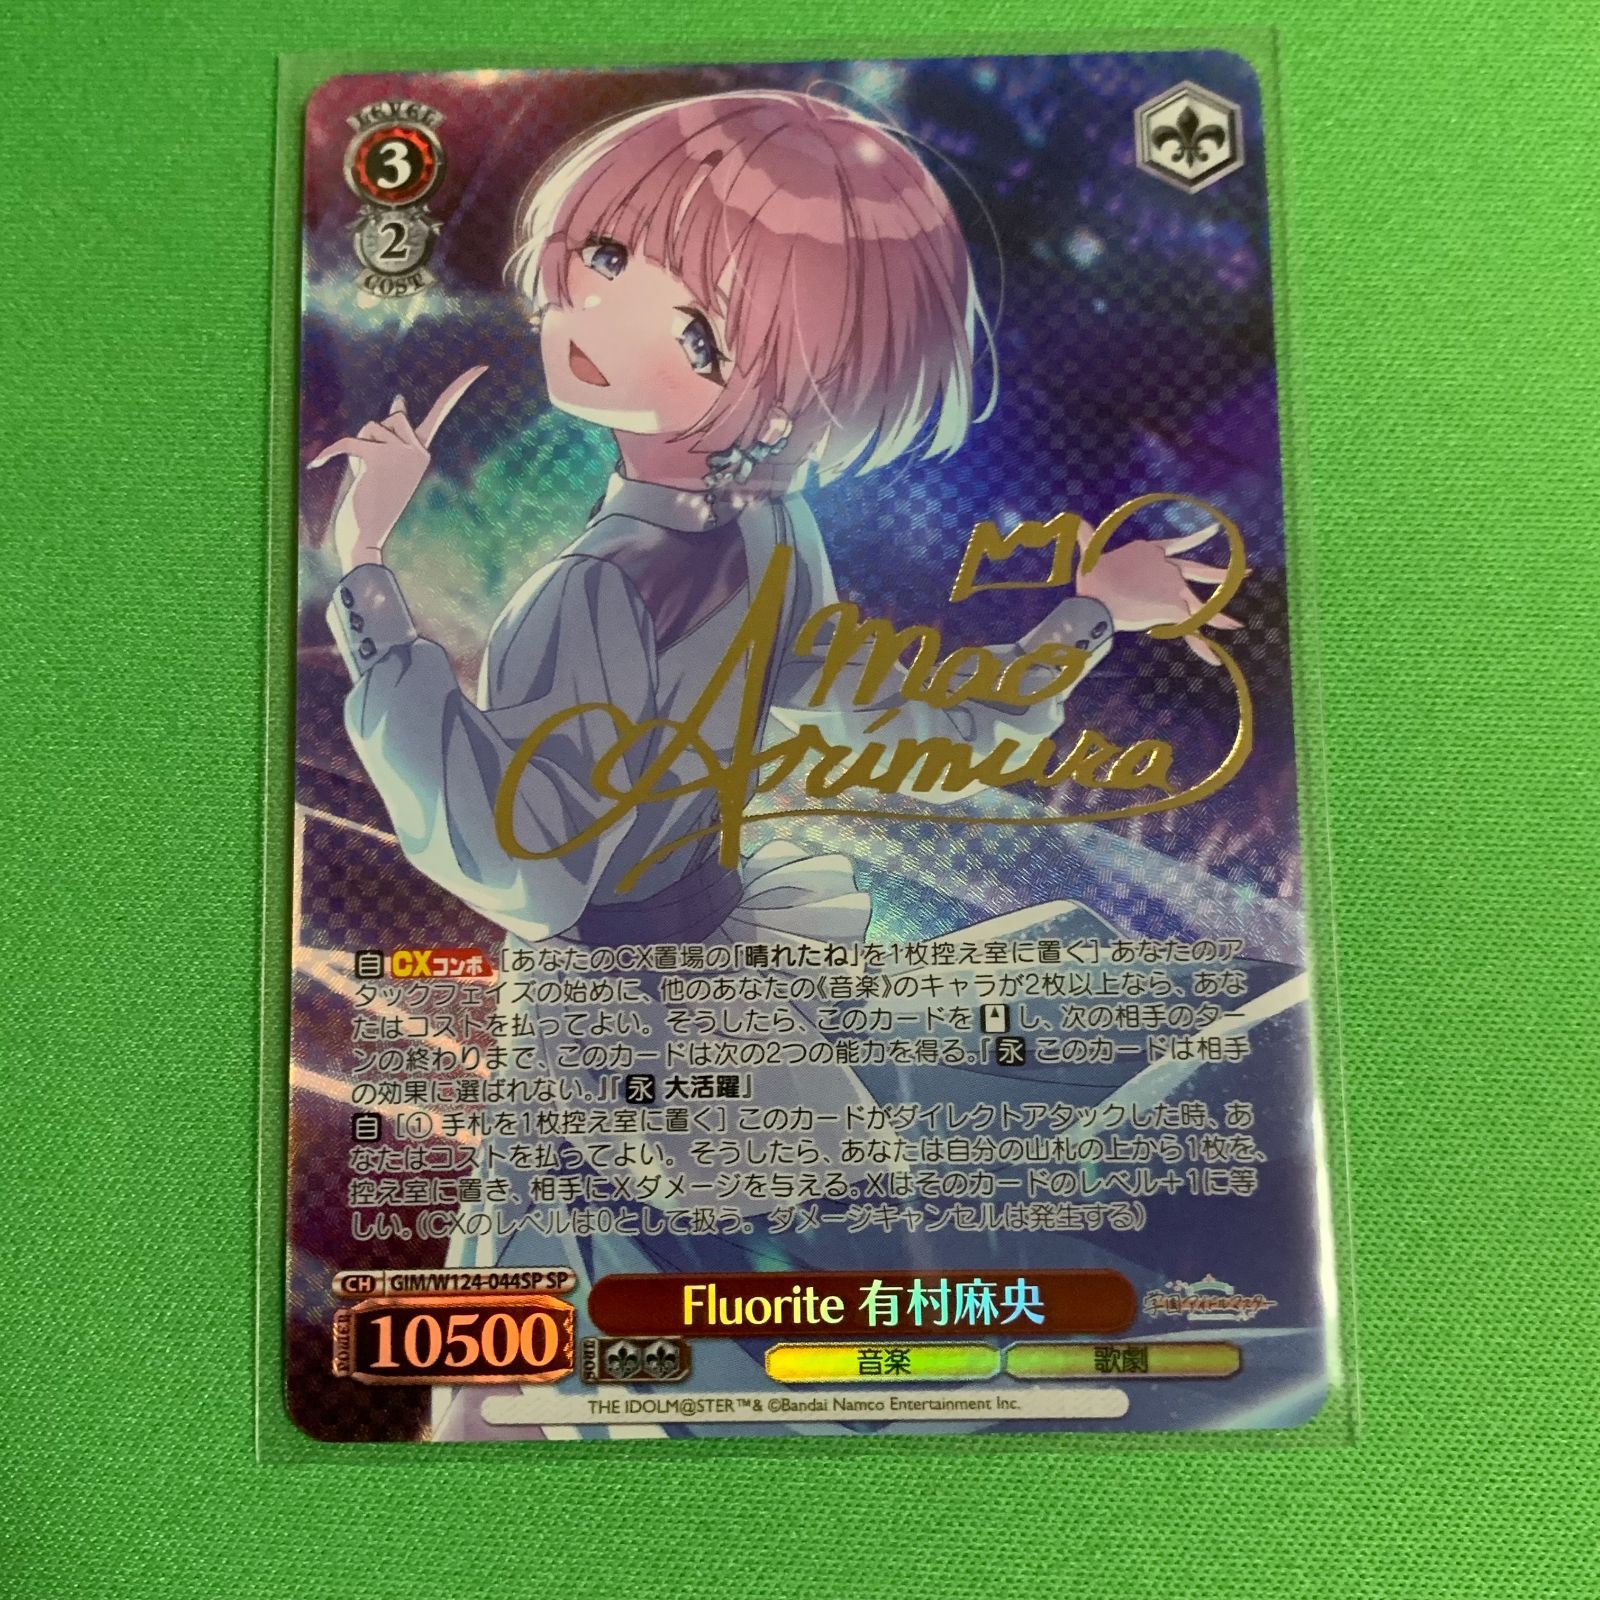 LEVEL
3
2
COST
Mao
Arimura
自 CXコンボ [あなたのCX置場の「晴れたね」を1枚控え室に置く] あなたのア
タックフェイズの始めに、他のあなたの《音楽》のキャラが2枚以上なら、あな
たはコストを払ってよい。そうしたら、このカードを し、次の相手のター
ンの終わりまで、このカードは次の2つの能力を得る。『永 このカードは相手
の効果に選ばれない。』『永 大活躍』
自 [① 手札を1枚控え室に置く] このカードがダイレクトアタックした時、あ
なたはコストを払ってよい。そうしたら、あなたは自分の山札の上から1枚を、
控え室に置き、相手にXダメージを与える。Xはそのカードのレベル+1に等
しい。(CXのレベルは0として扱う。ダメージキャンセルは発生する)
CH GIM/W124-044SP SP
Fluorite 有村麻央
学園アイドルマスター
POWER 10500 SOUL
音楽 歌劇
THE IDOLM@STER™& ©Bandai Namco Entertainment Inc.